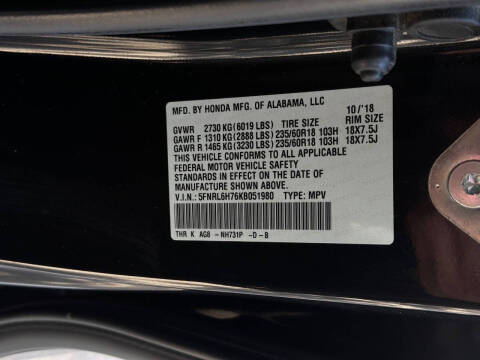 MFD. BY HONDA MFG. OF ALABAMA, LLC 10/'18
GVWR 2730 KG (6019 LBS) TIRE SIZE RIM SIZE
GAWR F 1310 KG (2888 LBS) 235/60R18 103H 18X7.5J
GAWR R 1465 KG (3230 LBS) 235/60R18 103H 18X7.5J
THIS VEHICLE CONFORMS TO ALL APPLICABLE
FEDERAL MOTOR VEHICLE SAFETY
STANDARDS IN EFFECT ON THE DATE OF
MANUFACTURE SHOWN ABOVE.
V.I.N.: 5FNRL6H76KB051980 TYPE: MPV
THR K AG8 - NH731P - D - B